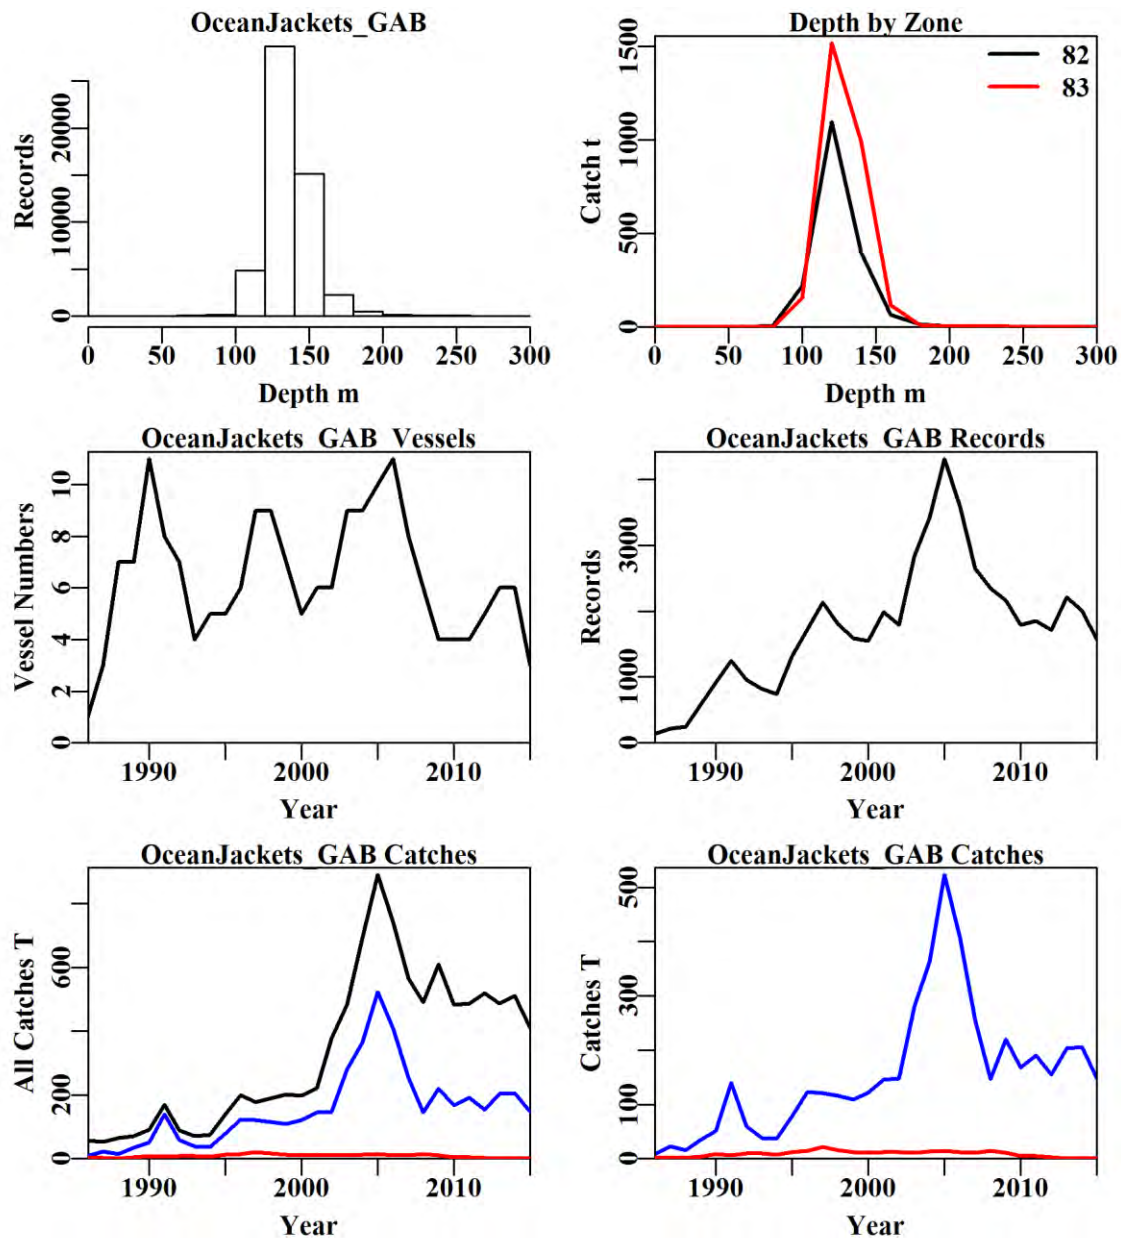 OceanJackets_GAB
Records
0 10000 20000
0 50 100 150 200 250 300
Depth m
Depth by Zone
82
83
Catch t
0 500 1000 1500
0 50 100 150 200 250 300
Depth m
OceanJackets GAB Vessels
Vessel Numbers
0 2 4 6 8 10
1990 2000 2010
Year
OceanJackets GAB Records
Records
0 1000 3000
1990 2000 2010
Year
OceanJackets GAB Catches
All Catches T
0 200 600
1990 2000 2010
Year
OceanJackets GAB Catches
Catches T
0 100 300 500
1990 2000 2010
Year